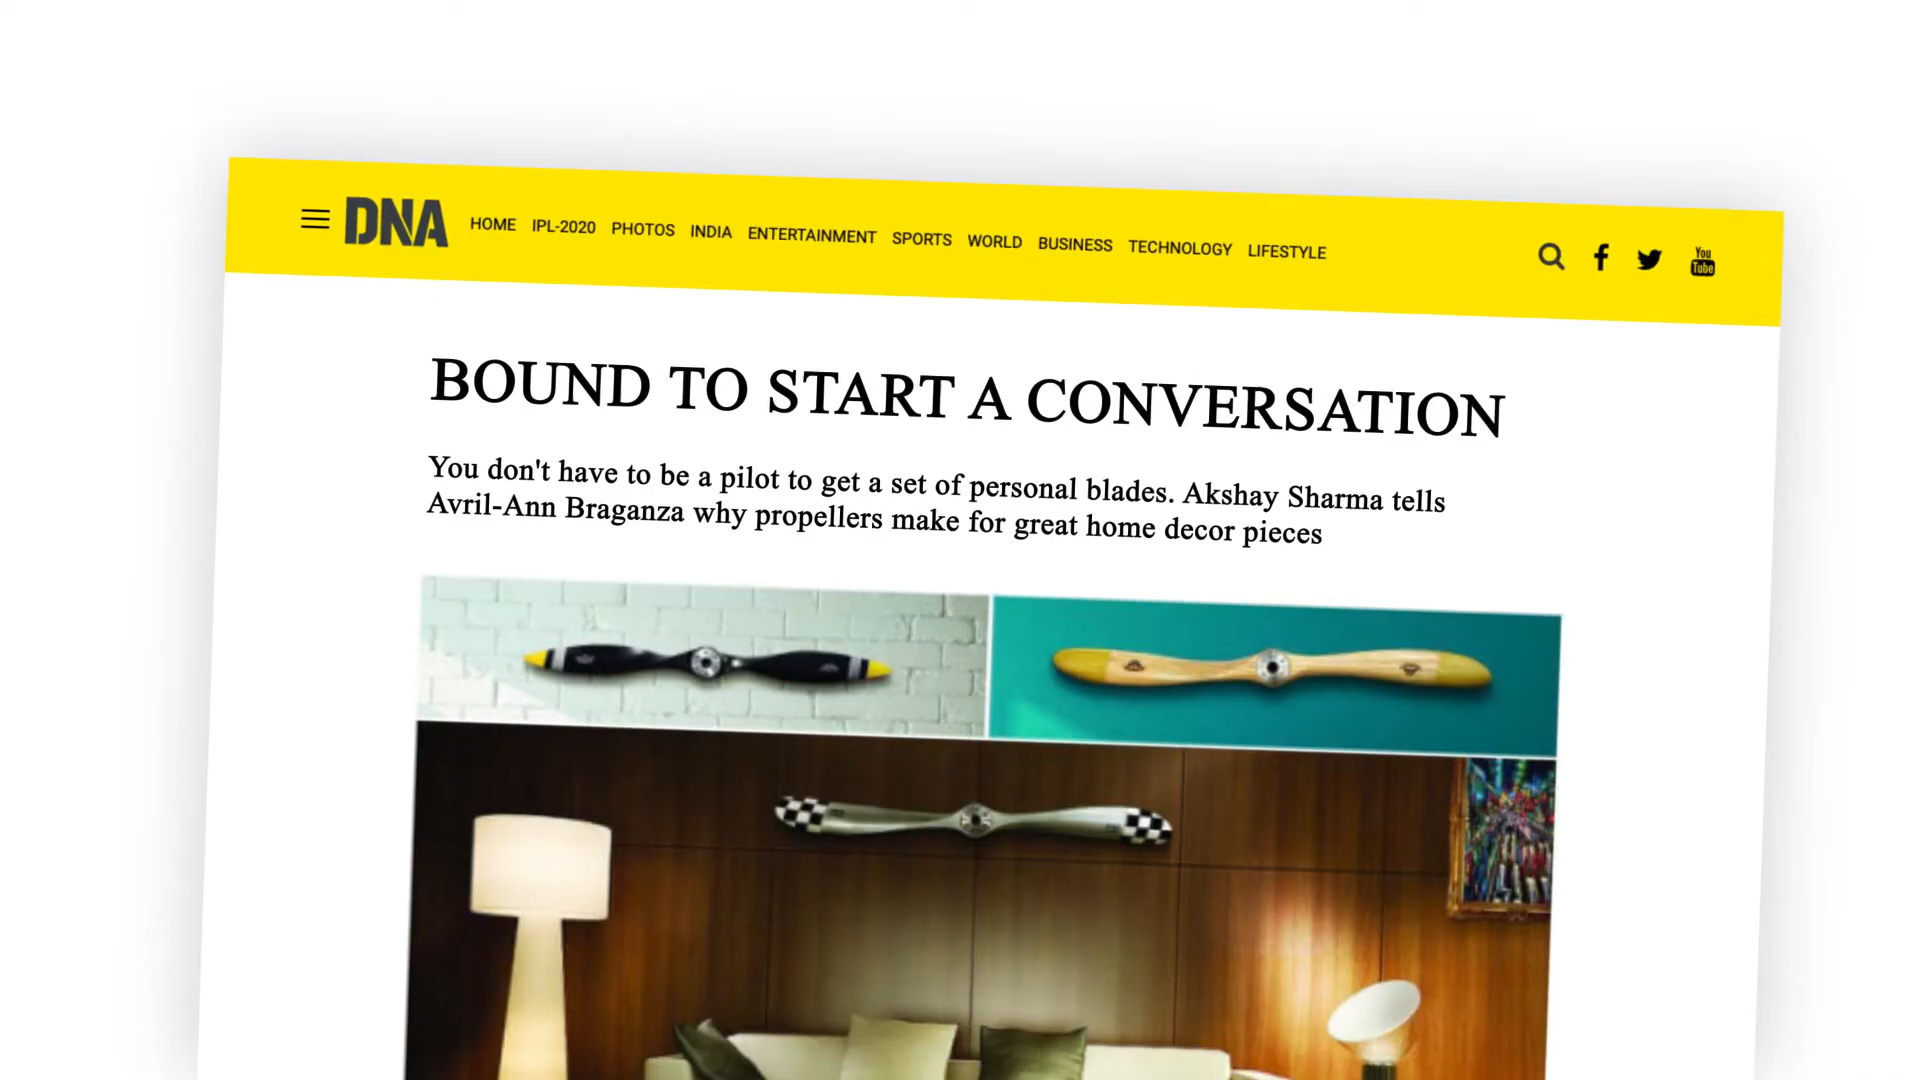 DNA HOME IPL-2020 PHOTOS INDIA ENTERTAINMENT SPORTS WORLD BUSINESS TECHNOLOGY LIFESTYLE
You
Tube
BOUND TO START A CONVERSATION
You don't have to be a pilot to get a set of personal blades. Akshay Sharma tells
Avril-Ann Braganza why propellers make for great home decor pieces